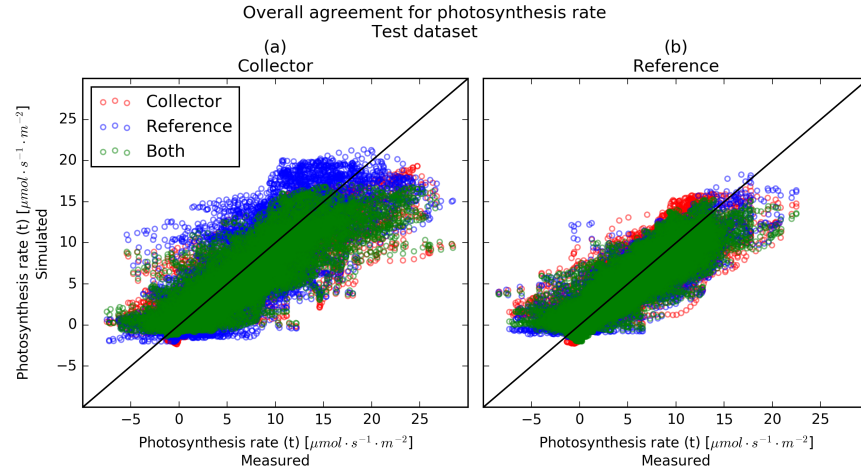 Overall agreement for photosynthesis rate
Test dataset
(a)
Collector
(b)
Reference
Collector
Reference
Both
25
20
15
10
5
0
−5
Photosynthesis rate (t) [μmol·s⁻¹·m⁻²]
Simulated
−5 0 5 10 15 20 25
−5 0 5 10 15 20 25
Photosynthesis rate (t) [μmol·s⁻¹·m⁻²]
Measured
Photosynthesis rate (t) [μmol·s⁻¹·m⁻²]
Measured